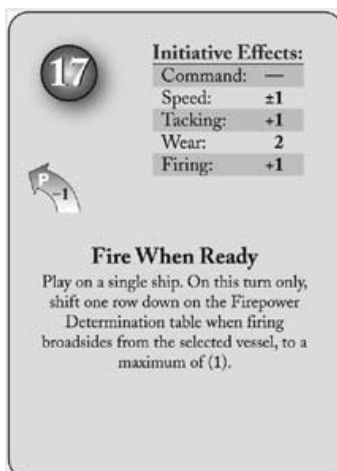 17
Initiative Effects:
Command: —
Speed: ±1
Tacking: +1
Wear: 2
Firing: +1
P
-1
Fire When Ready
Play on a single ship. On this turn only,
shift one row down on the Firepower
Determination table when firing
broadsides from the selected vessel, to a
maximum of (1).